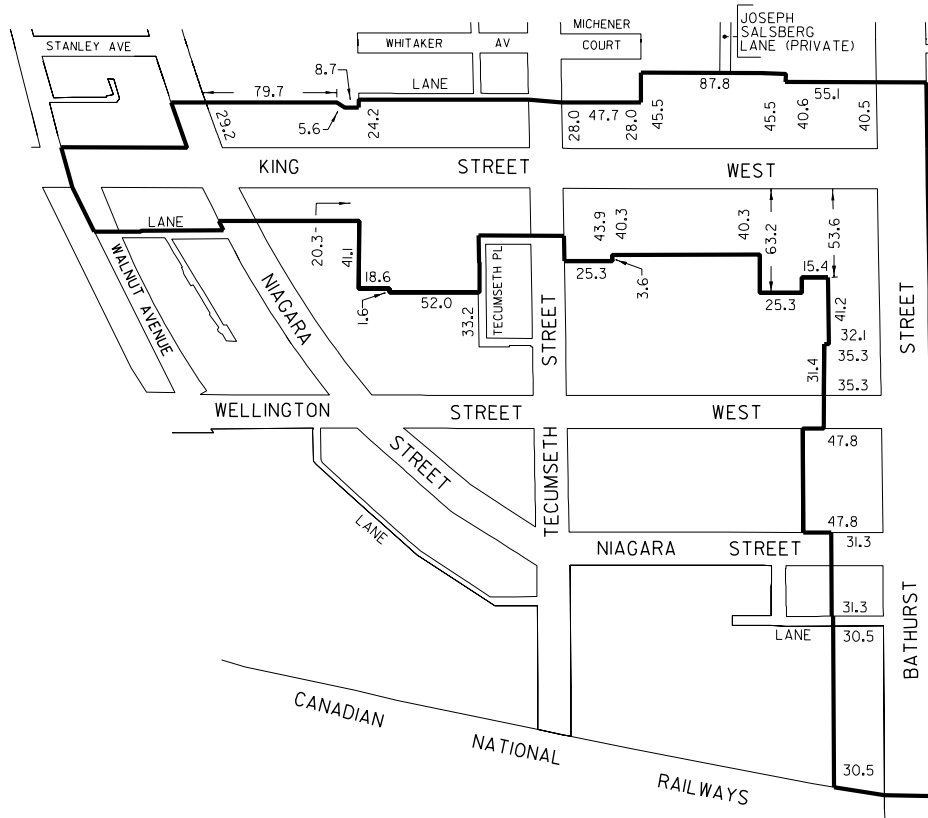 JOSEPH
SALSBERG
LANE (PRIVATE)
MICHENER
COURT
STANLEY AVE
WHITAKER AV
8.7
79.7
LANE
87.8
55.1
5.6
29.2
24.2
28.0
47.7
28.0
45.5
45.5
40.6
40.5
KING STREET WEST
LANE
20.3
41.1
43.9
40.3
40.3
63.2
53.6
WALNUT AVENUE
NIAGARA
STREET
18.6
1.6
52.0
33.2
TECUMSETH PL
25.3
3.6
25.3
15.4
41.2
32.1
35.3
31.4
35.3
STREET
STREET
WELLINGTON STREET WEST
TECUMSETH
47.8
47.8
LANE
NIAGARA STREET
31.3
31.3
LANE
30.5
BATHURST
CANADIAN NATIONAL RAILWAYS
30.5